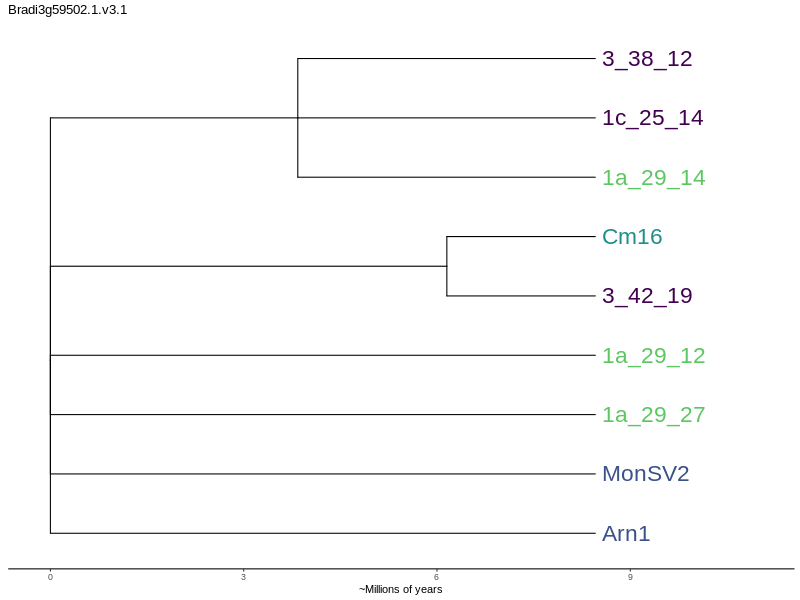 Bradi3g59502.1.v3.1
3_38_12
1c_25_14
1a_29_14
Cm16
3_42_19
1a_29_12
1a_29_27
MonSV2
Arn1
0 3 6 9
~Millions of years